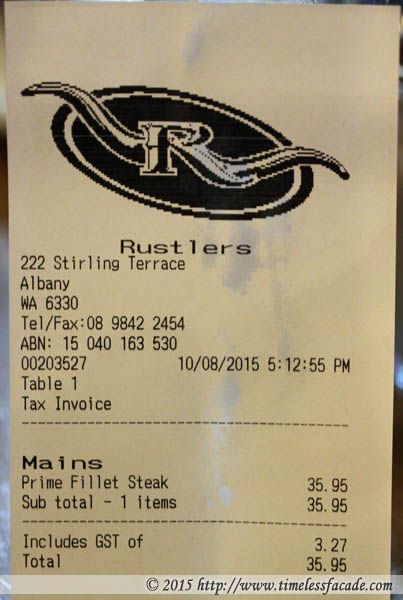 R
Rustlers
222 Stirling Terrace
Albany
WA 6330
Tel/Fax:08 9842 2454
ABN: 15 040 163 530
00203527 10/08/2015 5:12:55 PM
Table 1
Tax Invoice
Mains
Prime Fillet Steak 35.95
Sub total - 1 items 35.95
Includes GST of 3.27
Total 35.95
© 2015 http://www.timelessfacade.com